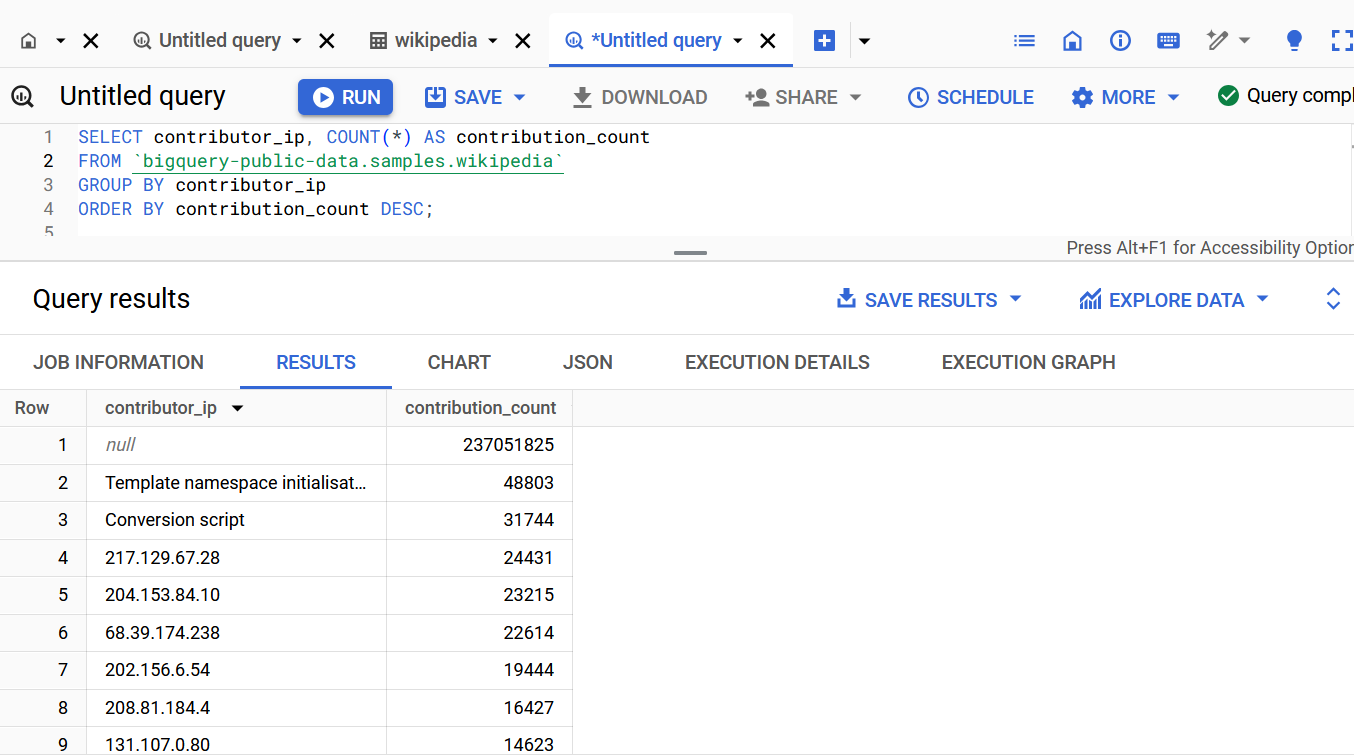 Untitled query wikipedia *Untitled query
Untitled query RUN SAVE DOWNLOAD SHARE SCHEDULE MORE Query compl
1 SELECT contributor_ip, COUNT(*) AS contribution_count
2 FROM `bigquery-public-data.samples.wikipedia`
3 GROUP BY contributor_ip
4 ORDER BY contribution_count DESC;
5
Press Alt+F1 for Accessibility Option
Query results SAVE RESULTS EXPLORE DATA
JOB INFORMATION RESULTS CHART JSON EXECUTION DETAILS EXECUTION GRAPH
Row contributor_ip contribution_count
1 null 237051825
2 Template namespace initialisat... 48803
3 Conversion script 31744
4 217.129.67.28 24431
5 204.153.84.10 23215
6 68.39.174.238 22614
7 202.156.6.54 19444
8 208.81.184.4 16427
9 131.107.0.80 14623